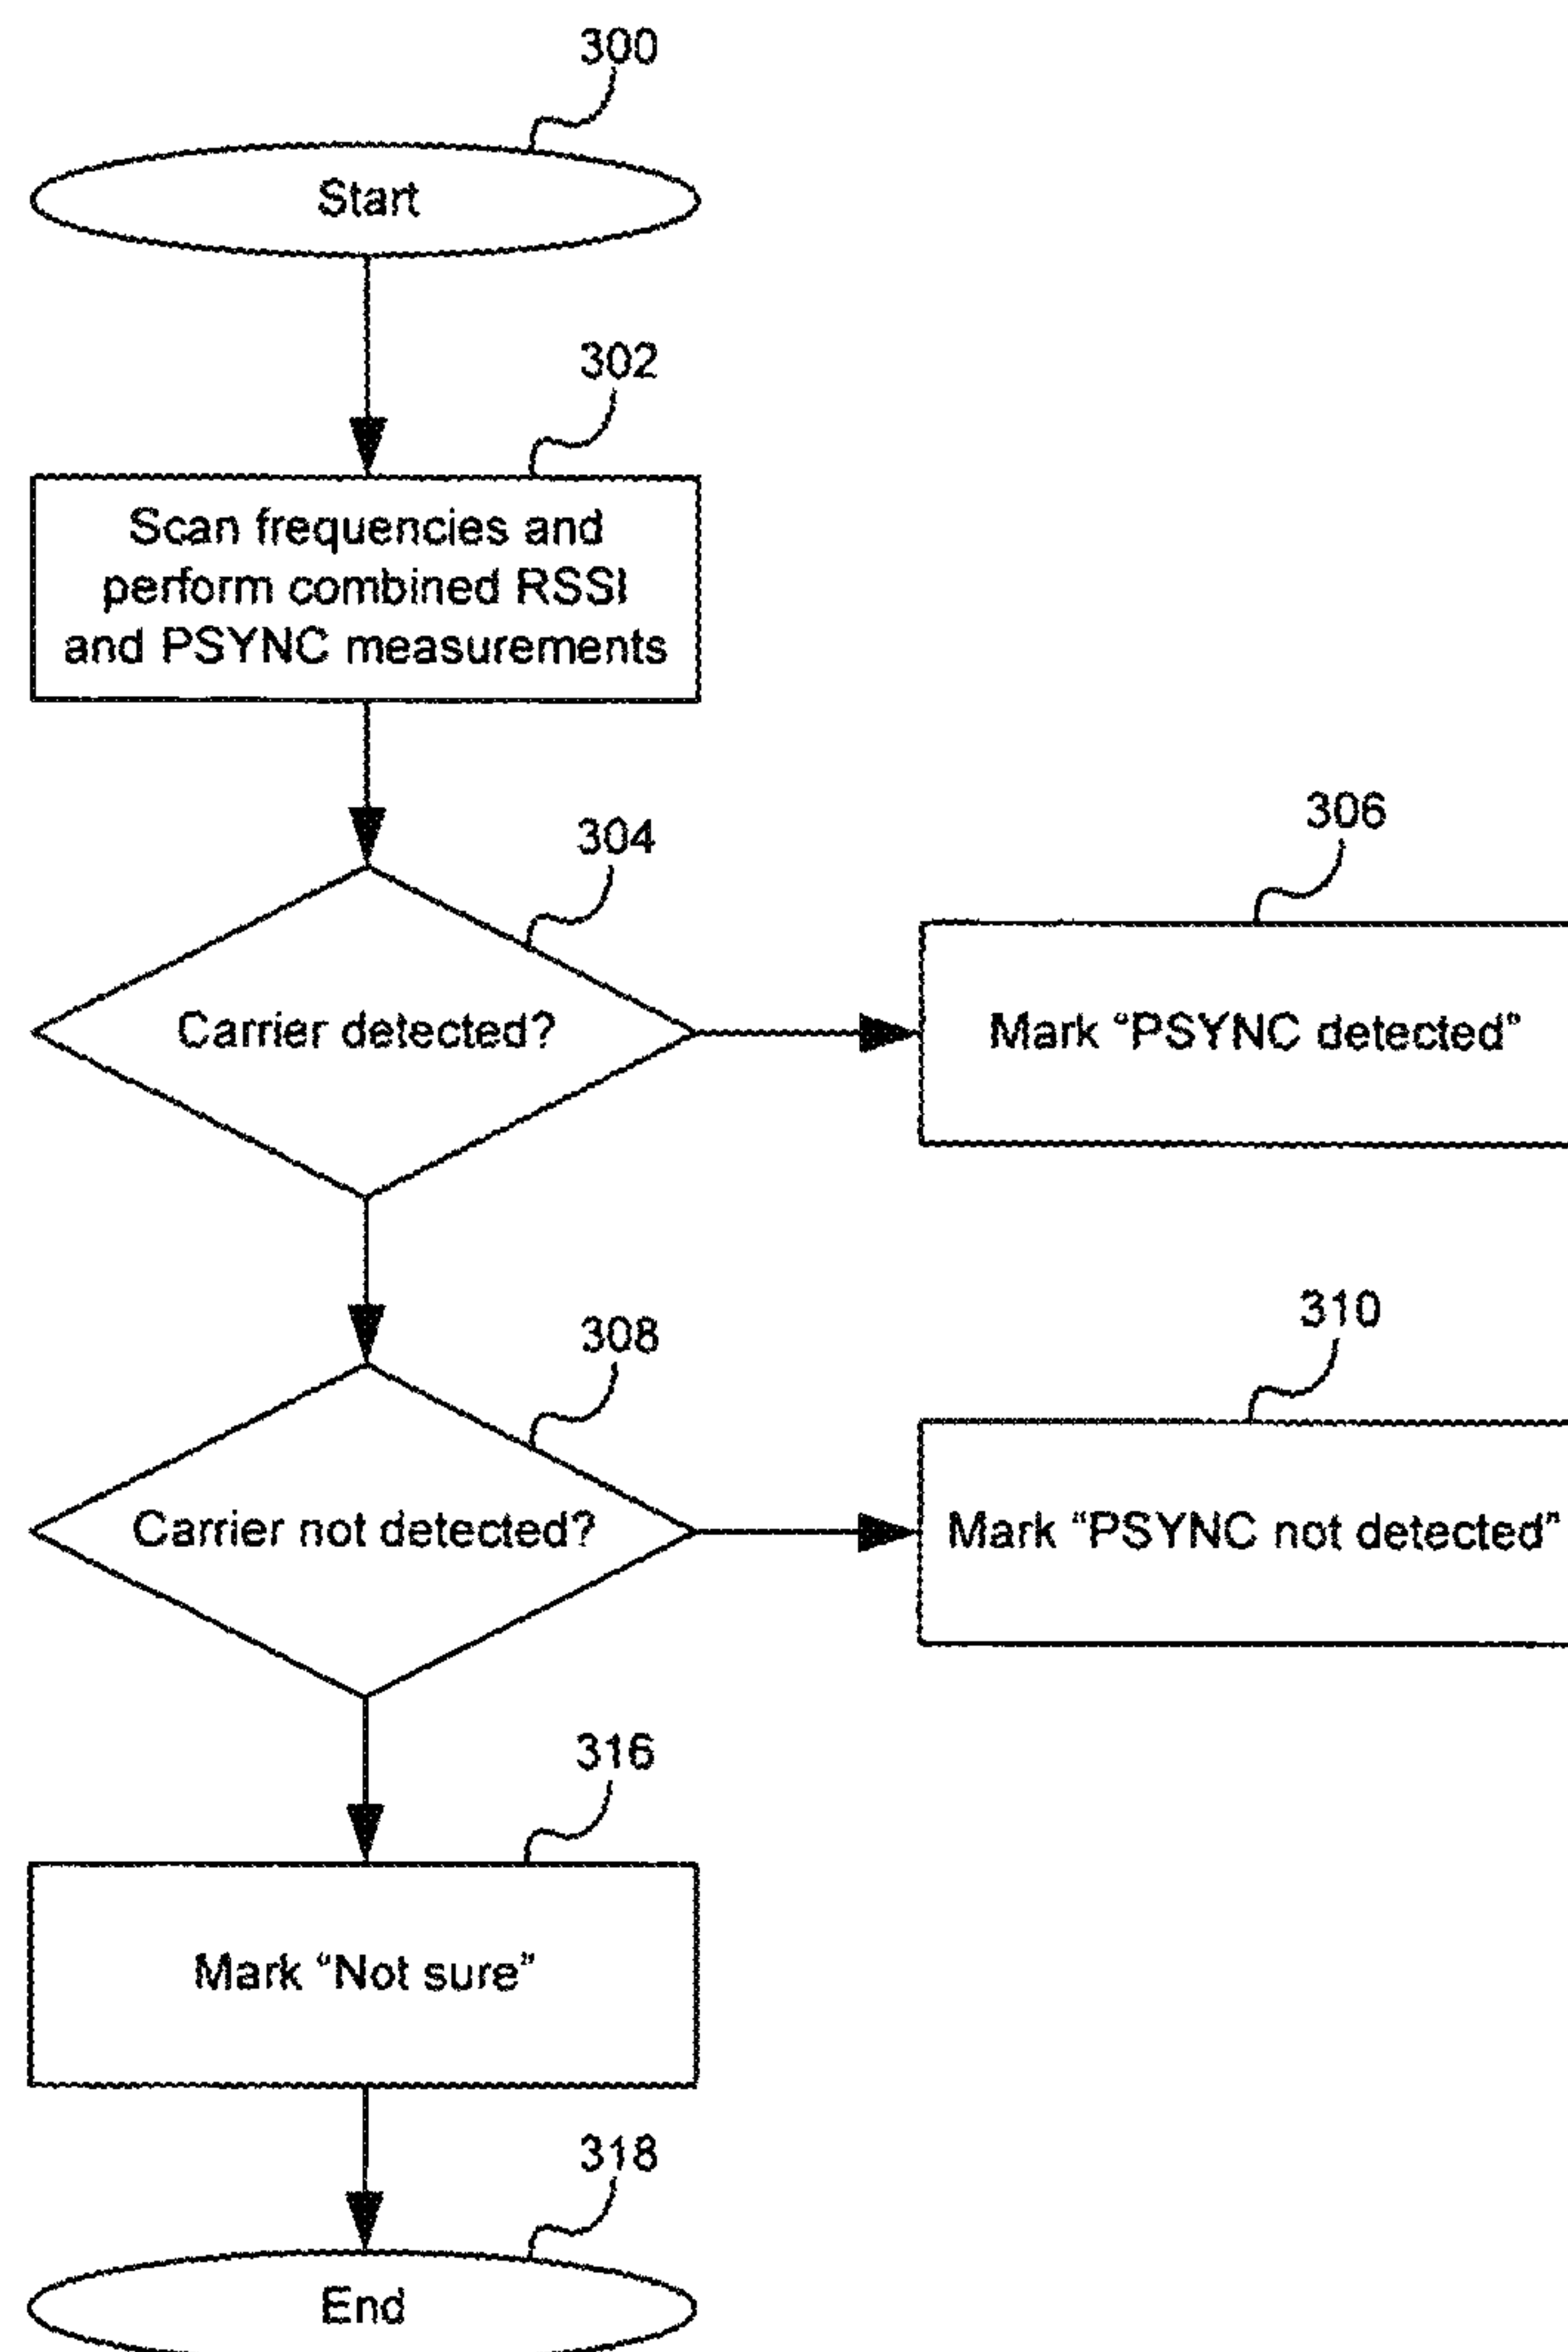 300
Start
302
Scan frequencies and
perform combined RSSI
and PSYNC measurements
304
Carrier detected?
306
Mark “PSYNC detected”
308
Carrier not detected?
310
Mark “PSYNC not detected”
316
Mark “Not sure”
318
End